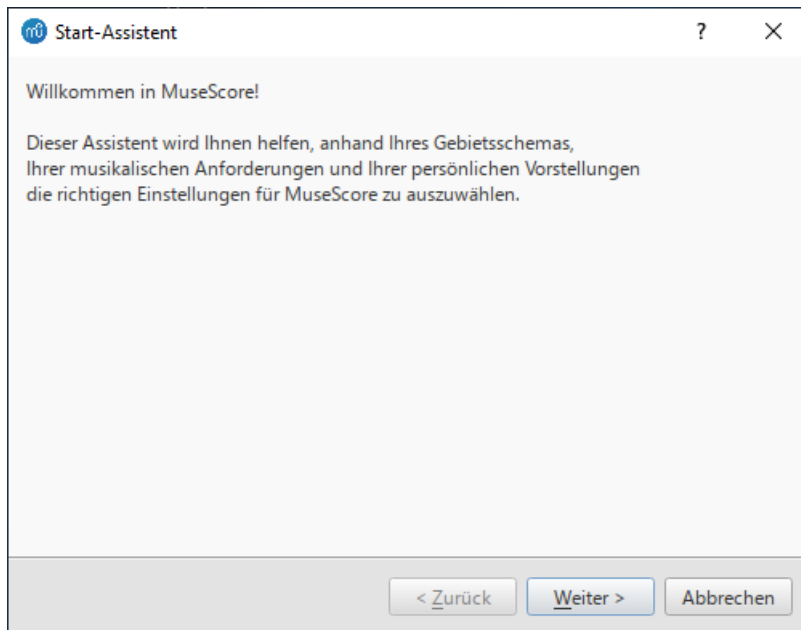 Start-Assistent
?
Willkommen in MuseScore!
Dieser Assistent wird Ihnen helfen, anhand Ihres Gebietsschemas,
Ihrer musikalischen Anforderungen und Ihrer persönlichen Vorstellungen
die richtigen Einstellungen für MuseScore zu auszuwählen.
< Zurück Weiter > Abbrechen